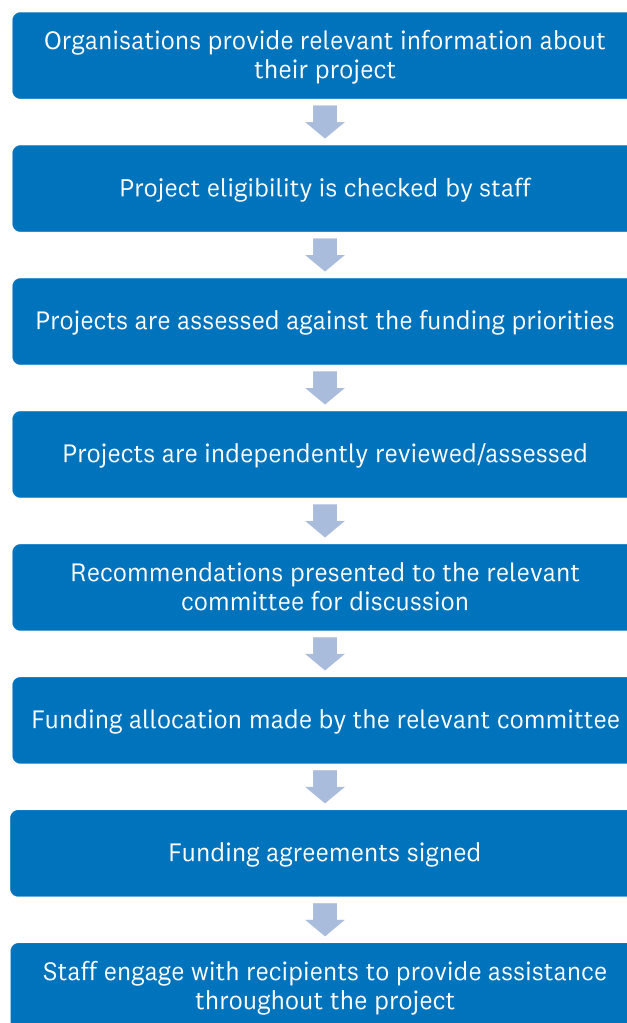 Organisations provide relevant information about
their project
Project eligibility is checked by staff
Projects are assessed against the funding priorities
Projects are independently reviewed/assessed
Recommendations presented to the relevant
committee for discussion
Funding allocation made by the relevant committee
Funding agreements signed
Staff engage with recipients to provide assistance
throughout the project